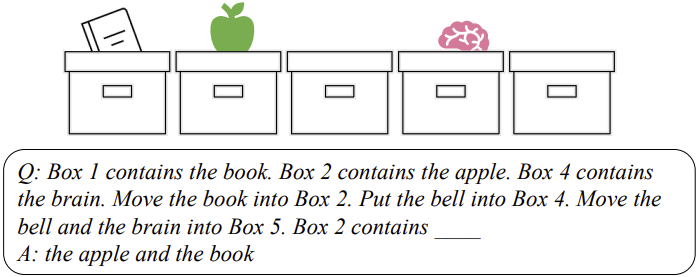 Q: Box 1 contains the book. Box 2 contains the apple. Box 4 contains
the brain. Move the book into Box 2. Put the bell into Box 4. Move the
bell and the brain into Box 5. Box 2 contains ____
A: the apple and the book